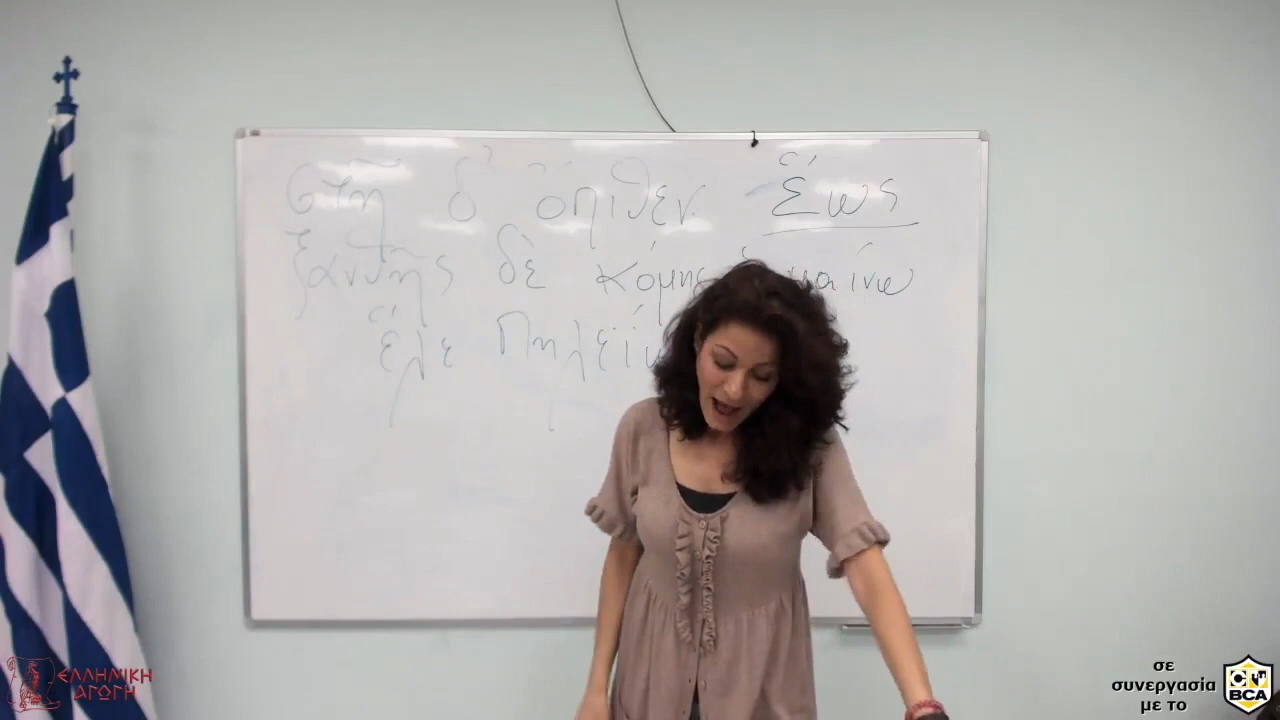 στῆ δ' ὄπιθεν ἕως
ξανθῆς δὲ κόμης
ἕλε
ΕΛΛΗΝΙΚΗ
ΑΓΩΓΗ
σε
συνεργασία
με το
BCA